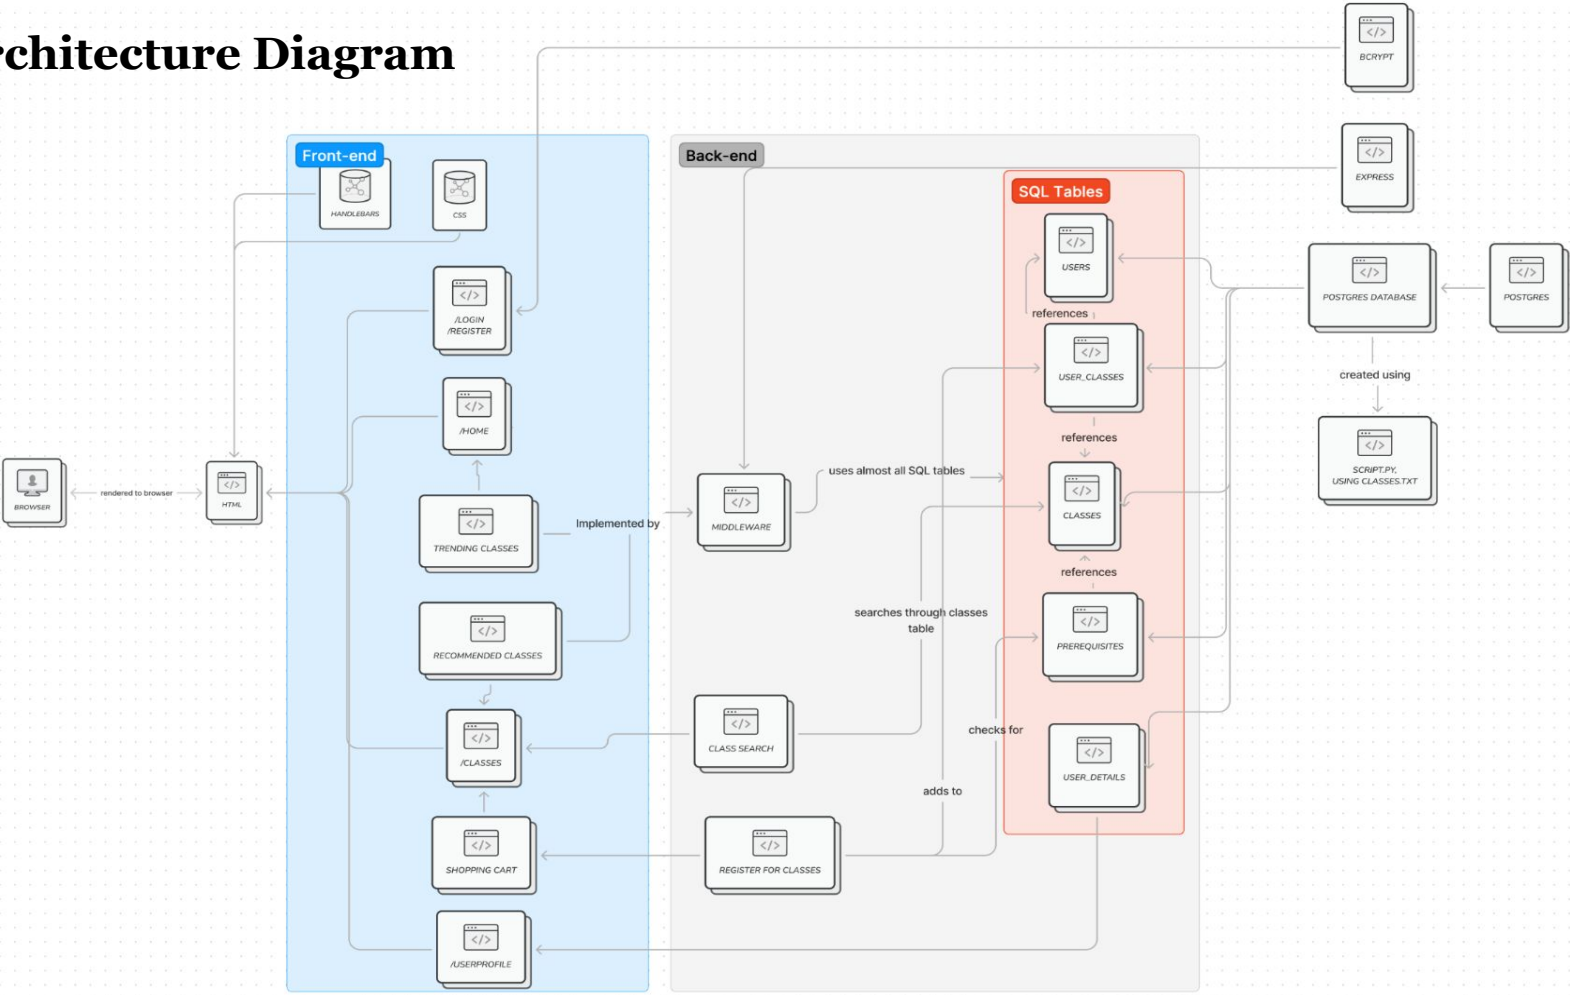 rchitecture Diagram
BCRYPT
Front-end
Back-end
EXPRESS
HANDLEBARS
CSS
SQL Tables
USERS
/LOGIN
/REGISTER
references
POSTGRES DATABASE
POSTGRES
USER_CLASSES
created using
/HOME
references
SCRIPT.PY,
USING CLASSES.TXT
BROWSER
rendered to browser
HTML
TRENDING CLASSES
Implemented by
MIDDLEWARE
uses almost all SQL tables
CLASSES
references
RECOMMENDED CLASSES
searches through classes
table
PREREQUISITES
/CLASSES
CLASS SEARCH
checks for
USER_DETAILS
adds to
SHOPPING CART
REGISTER FOR CLASSES
/USERPROFILE